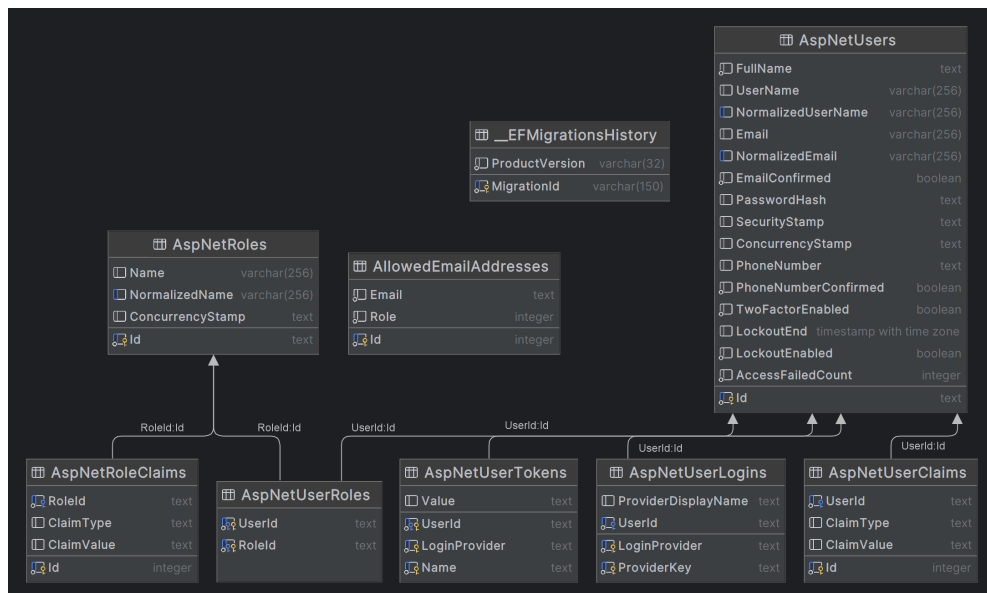 AspNetUsers
FullName text
UserName varchar(256)
NormalizedUserName varchar(256)
Email varchar(256)
NormalizedEmail varchar(256)
EmailConfirmed boolean
PasswordHash text
SecurityStamp text
ConcurrencyStamp text
PhoneNumber text
PhoneNumberConfirmed boolean
TwoFactorEnabled boolean
LockoutEnd timestamp with time zone
LockoutEnabled boolean
AccessFailedCount integer
Id text
__EFMigrationsHistory
ProductVersion varchar(32)
MigrationId varchar(150)
AspNetRoles
Name varchar(256)
NormalizedName varchar(256)
ConcurrencyStamp text
Id text
AllowedEmailAddresses
Email text
Role integer
Id integer
RoleId:Id
RoleId:Id
UserId:Id
UserId:Id
UserId:Id
UserId:Id
AspNetRoleClaims
RoleId text
ClaimType text
ClaimValue text
Id integer
AspNetUserRoles
UserId text
RoleId text
AspNetUserTokens
Value text
UserId text
LoginProvider text
Name text
AspNetUserLogins
ProviderDisplayName text
UserId text
LoginProvider text
ProviderKey text
AspNetUserClaims
UserId text
ClaimType text
ClaimValue text
Id integer